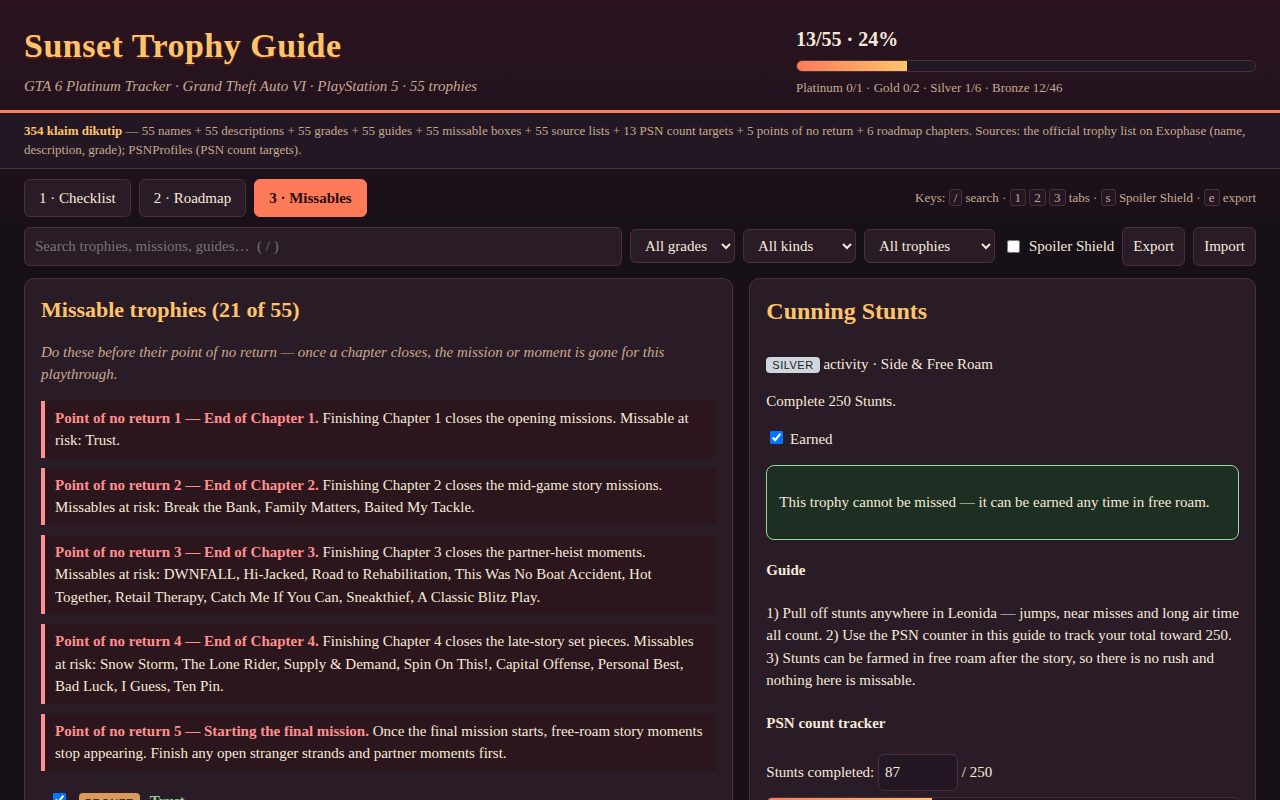 Sunset Trophy Guide
GTA 6 Platinum Tracker · Grand Theft Auto VI · PlayStation 5 · 55 trophies
13/55 · 24%
Platinum 0/1 · Gold 0/2 · Silver 1/6 · Bronze 12/46
354 klaim dikutip — 55 names + 55 descriptions + 55 grades + 55 guides + 55 missable boxes + 55 source lists + 13 PSN count targets + 5 points of no return + 6 roadmap chapters. Sources: the official trophy list on Exophase (name,
description, grade); PSNProfiles (PSN count targets).
1 · Checklist
2 · Roadmap
3 · Missables
Keys: / search · 1 2 3 tabs · s Spoiler Shield · e export
Search trophies, missions, guides… ( / )
All grades
All kinds
All trophies
Spoiler Shield
Export
Import
Missable trophies (21 of 55)
Do these before their point of no return — once a chapter closes, the mission or moment is gone for this
playthrough.
Point of no return 1 — End of Chapter 1. Finishing Chapter 1 closes the opening missions. Missable at
risk: Trust.
Point of no return 2 — End of Chapter 2. Finishing Chapter 2 closes the mid-game story missions.
Missables at risk: Break the Bank, Family Matters, Baited My Tackle.
Point of no return 3 — End of Chapter 3. Finishing Chapter 3 closes the partner-heist moments.
Missables at risk: DWNFALL, Hi-Jacked, Road to Rehabilitation, This Was No Boat Accident, Hot
Together, Retail Therapy, Catch Me If You Can, Sneakthief, A Classic Blitz Play.
Point of no return 4 — End of Chapter 4. Finishing Chapter 4 closes the late-story set pieces. Missables
at risk: Snow Storm, The Lone Rider, Supply & Demand, Spin On This!, Capital Offense, Personal Best,
Bad Luck, I Guess, Ten Pin.
Point of no return 5 — Starting the final mission. Once the final mission starts, free-roam story moments
stop appearing. Finish any open stranger strands and partner moments first.
BRONZE Trust
Cunning Stunts
SILVER activity · Side & Free Roam
Complete 250 Stunts.
Earned
This trophy cannot be missed — it can be earned any time in free roam.
Guide
1) Pull off stunts anywhere in Leonida — jumps, near misses and long air time
all count. 2) Use the PSN counter in this guide to track your total toward 250.
3) Stunts can be farmed in free roam after the story, so there is no rush and
nothing here is missable.
PSN count tracker
Stunts completed: 87 / 250